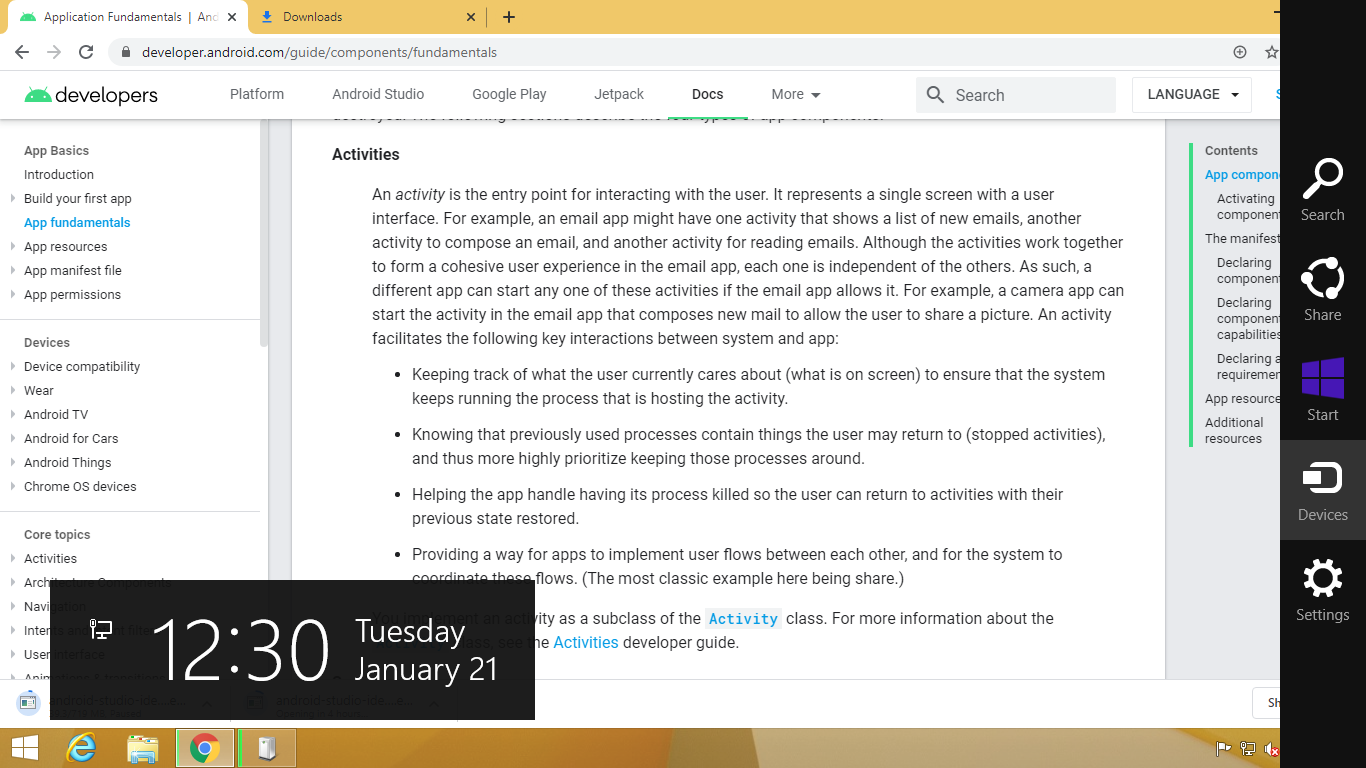 Application Fundamentals | And
Downloads
developer.android.com/guide/components/fundamentals
developers
Platform
Android Studio
Google Play
Jetpack
Docs
More
Search
LANGUAGE
App Basics
Introduction
Build your first app
App fundamentals
App resources
App manifest file
App permissions
Devices
Device compatibility
Wear
Android TV
Android for Cars
Android Things
Chrome OS devices
Core topics
Activities
Architecture Components
Navigation
User interface
Activities
An activity is the entry point for interacting with the user. It represents a single screen with a user
interface. For example, an email app might have one activity that shows a list of new emails, another
activity to compose an email, and another activity for reading emails. Although the activities work together
to form a cohesive user experience in the email app, each one is independent of the others. As such, a
different app can start any one of these activities if the email app allows it. For example, a camera app can
start the activity in the email app that composes new mail to allow the user to share a picture. An activity
facilitates the following key interactions between system and app:
• Keeping track of what the user currently cares about (what is on screen) to ensure that the system
keeps running the process that is hosting the activity.
• Knowing that previously used processes contain things the user may return to (stopped activities),
and thus more highly prioritize keeping those processes around.
• Helping the app handle having its process killed so the user can return to activities with their
previous state restored.
• Providing a way for apps to implement user flows between each other, and for the system to
coordinate these flows. (The most classic example here being share.)
You implement an activity as a subclass of the Activity class. For more information about the
class, see the Activities developer guide.
Contents
App compon
Activating
componen
The manifest
Declaring
componen
Declaring
componen
capabilities
Declaring a
requiremen
App resource
Additional
resources
Search
Share
Start
Devices
Settings
12:30
Tuesday
January 21
android-studio-ide...e
android-studio-ide...e
Sh